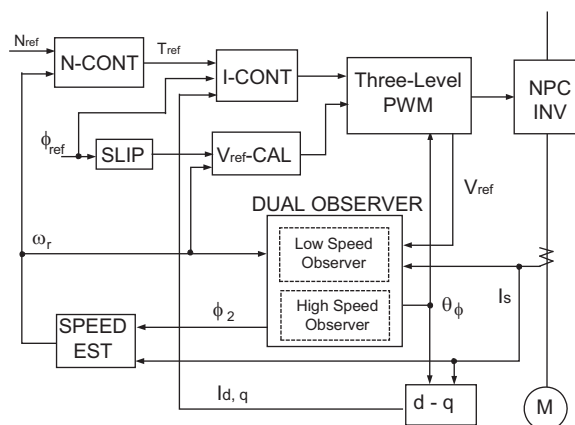 Nref
N-CONT
Tref
I-CONT
Three-Level
PWM
NPC
INV
ϕref
SLIP
Vref-CAL
Vref
DUAL OBSERVER
ωr
Low Speed
Observer
High Speed
Observer
Is
SPEED
EST
ϕ2
θϕ
Id, q
d - q
M